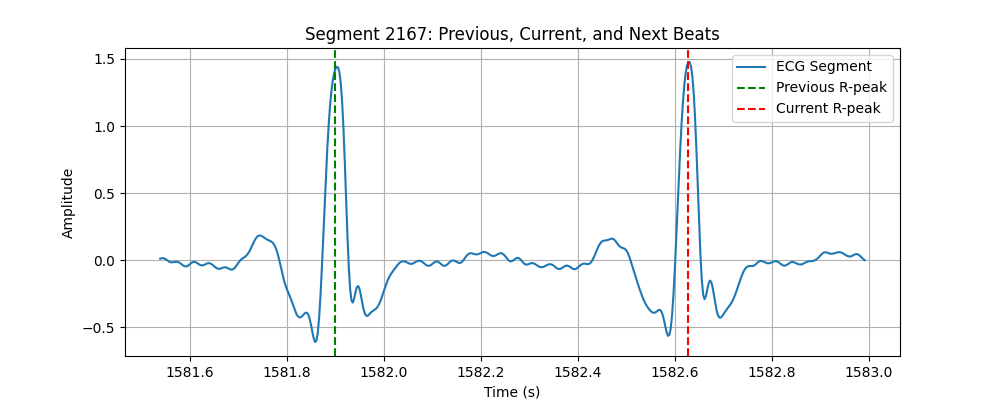 Segment 2167: Previous, Current, and Next Beats
ECG Segment
Previous R-peak
Current R-peak
Amplitude
1.5
1.0
0.5
0.0
−0.5
1581.6 1581.8 1582.0 1582.2 1582.4 1582.6 1582.8 1583.0
Time (s)